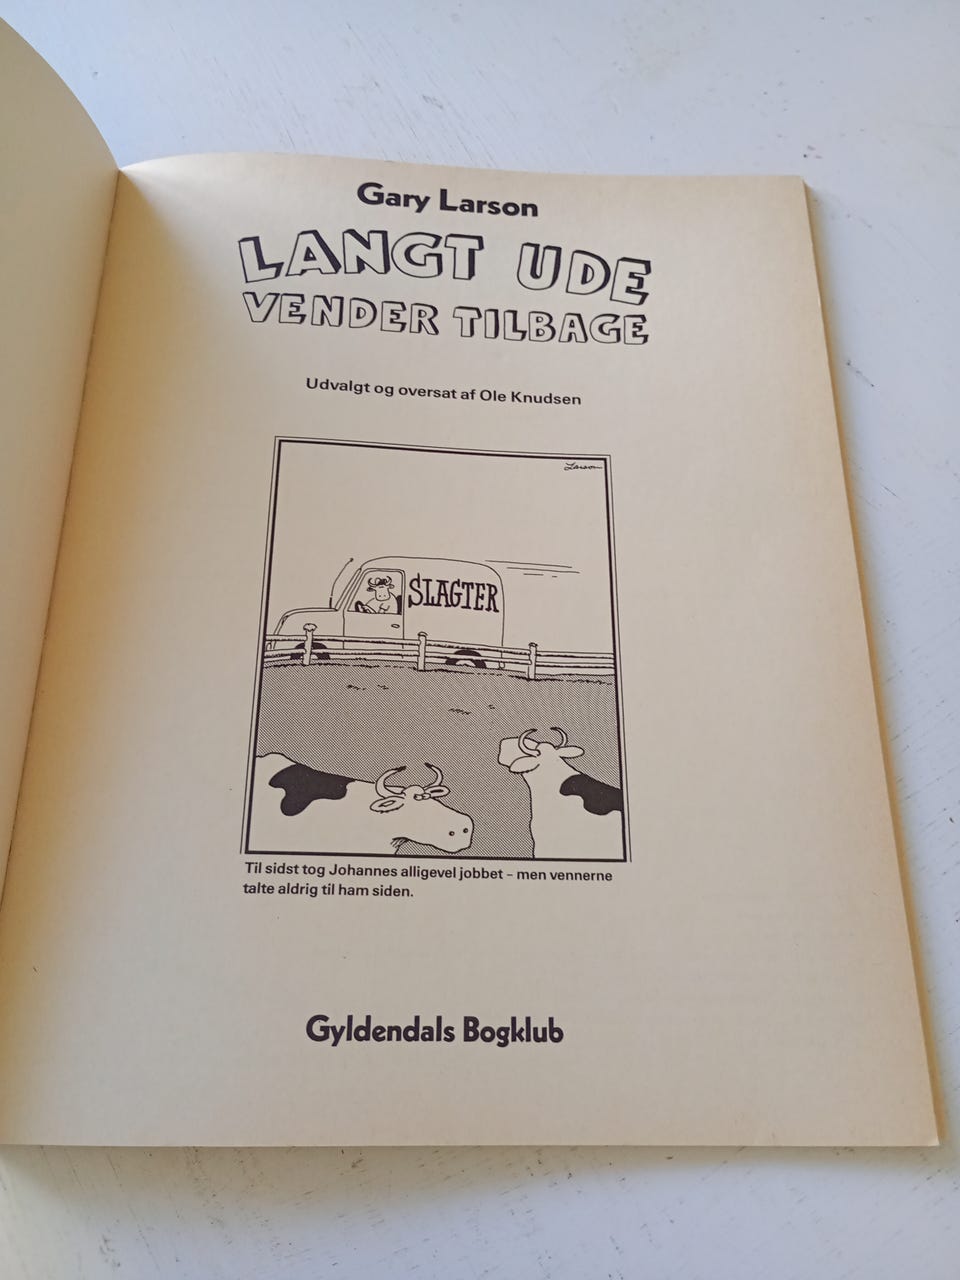 Gary Larson
LANGT UDE
VENDER TILBAGE
Udvalgt og oversat af Ole Knudsen
Larson
SLAGTER
Til sidst tog Johannes alligevel jobbet – men vennerne
talte aldrig til ham siden.
Gyldendals Bogklub